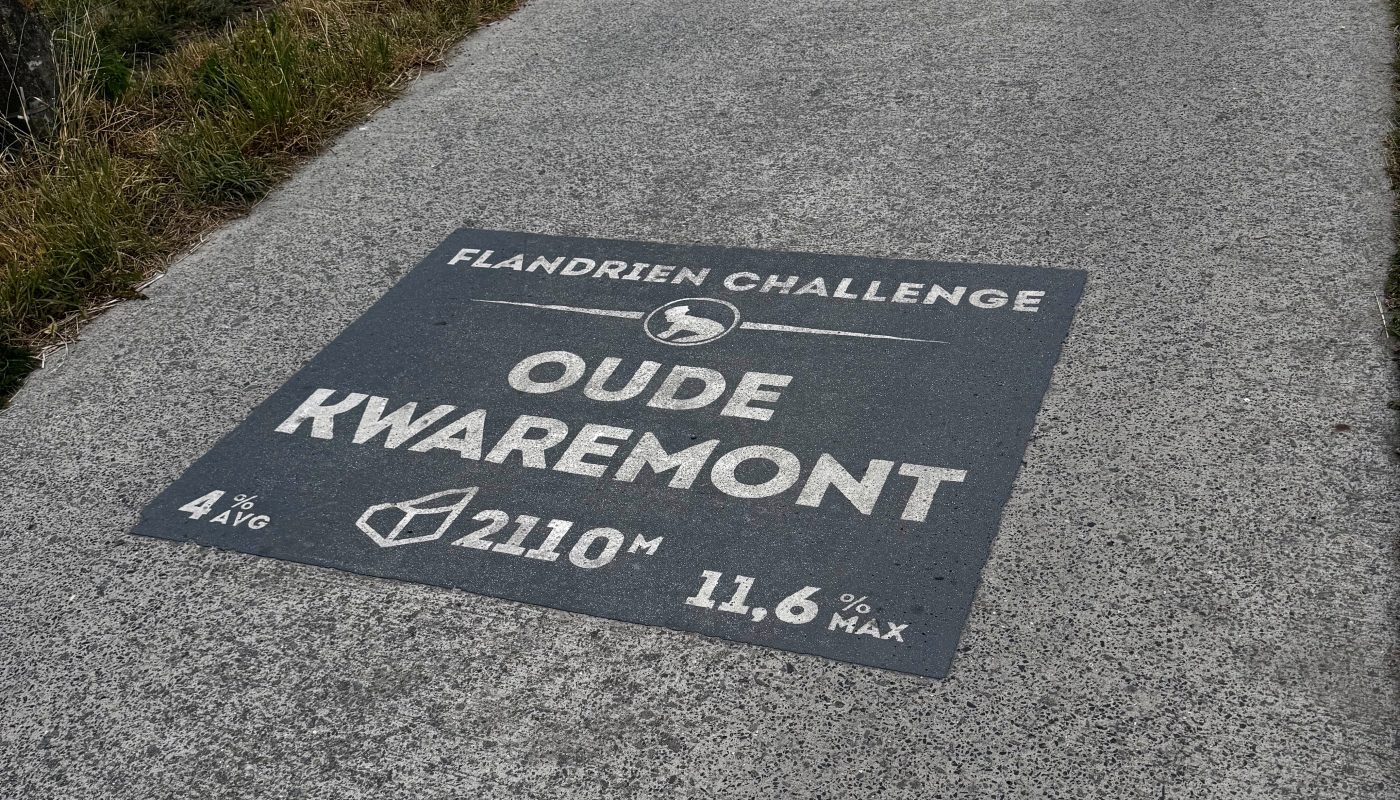 FLANDRIEN CHALLENGE
OUDE
KWAREMONT
4 % AVG
2110 M
11,6 % MAX